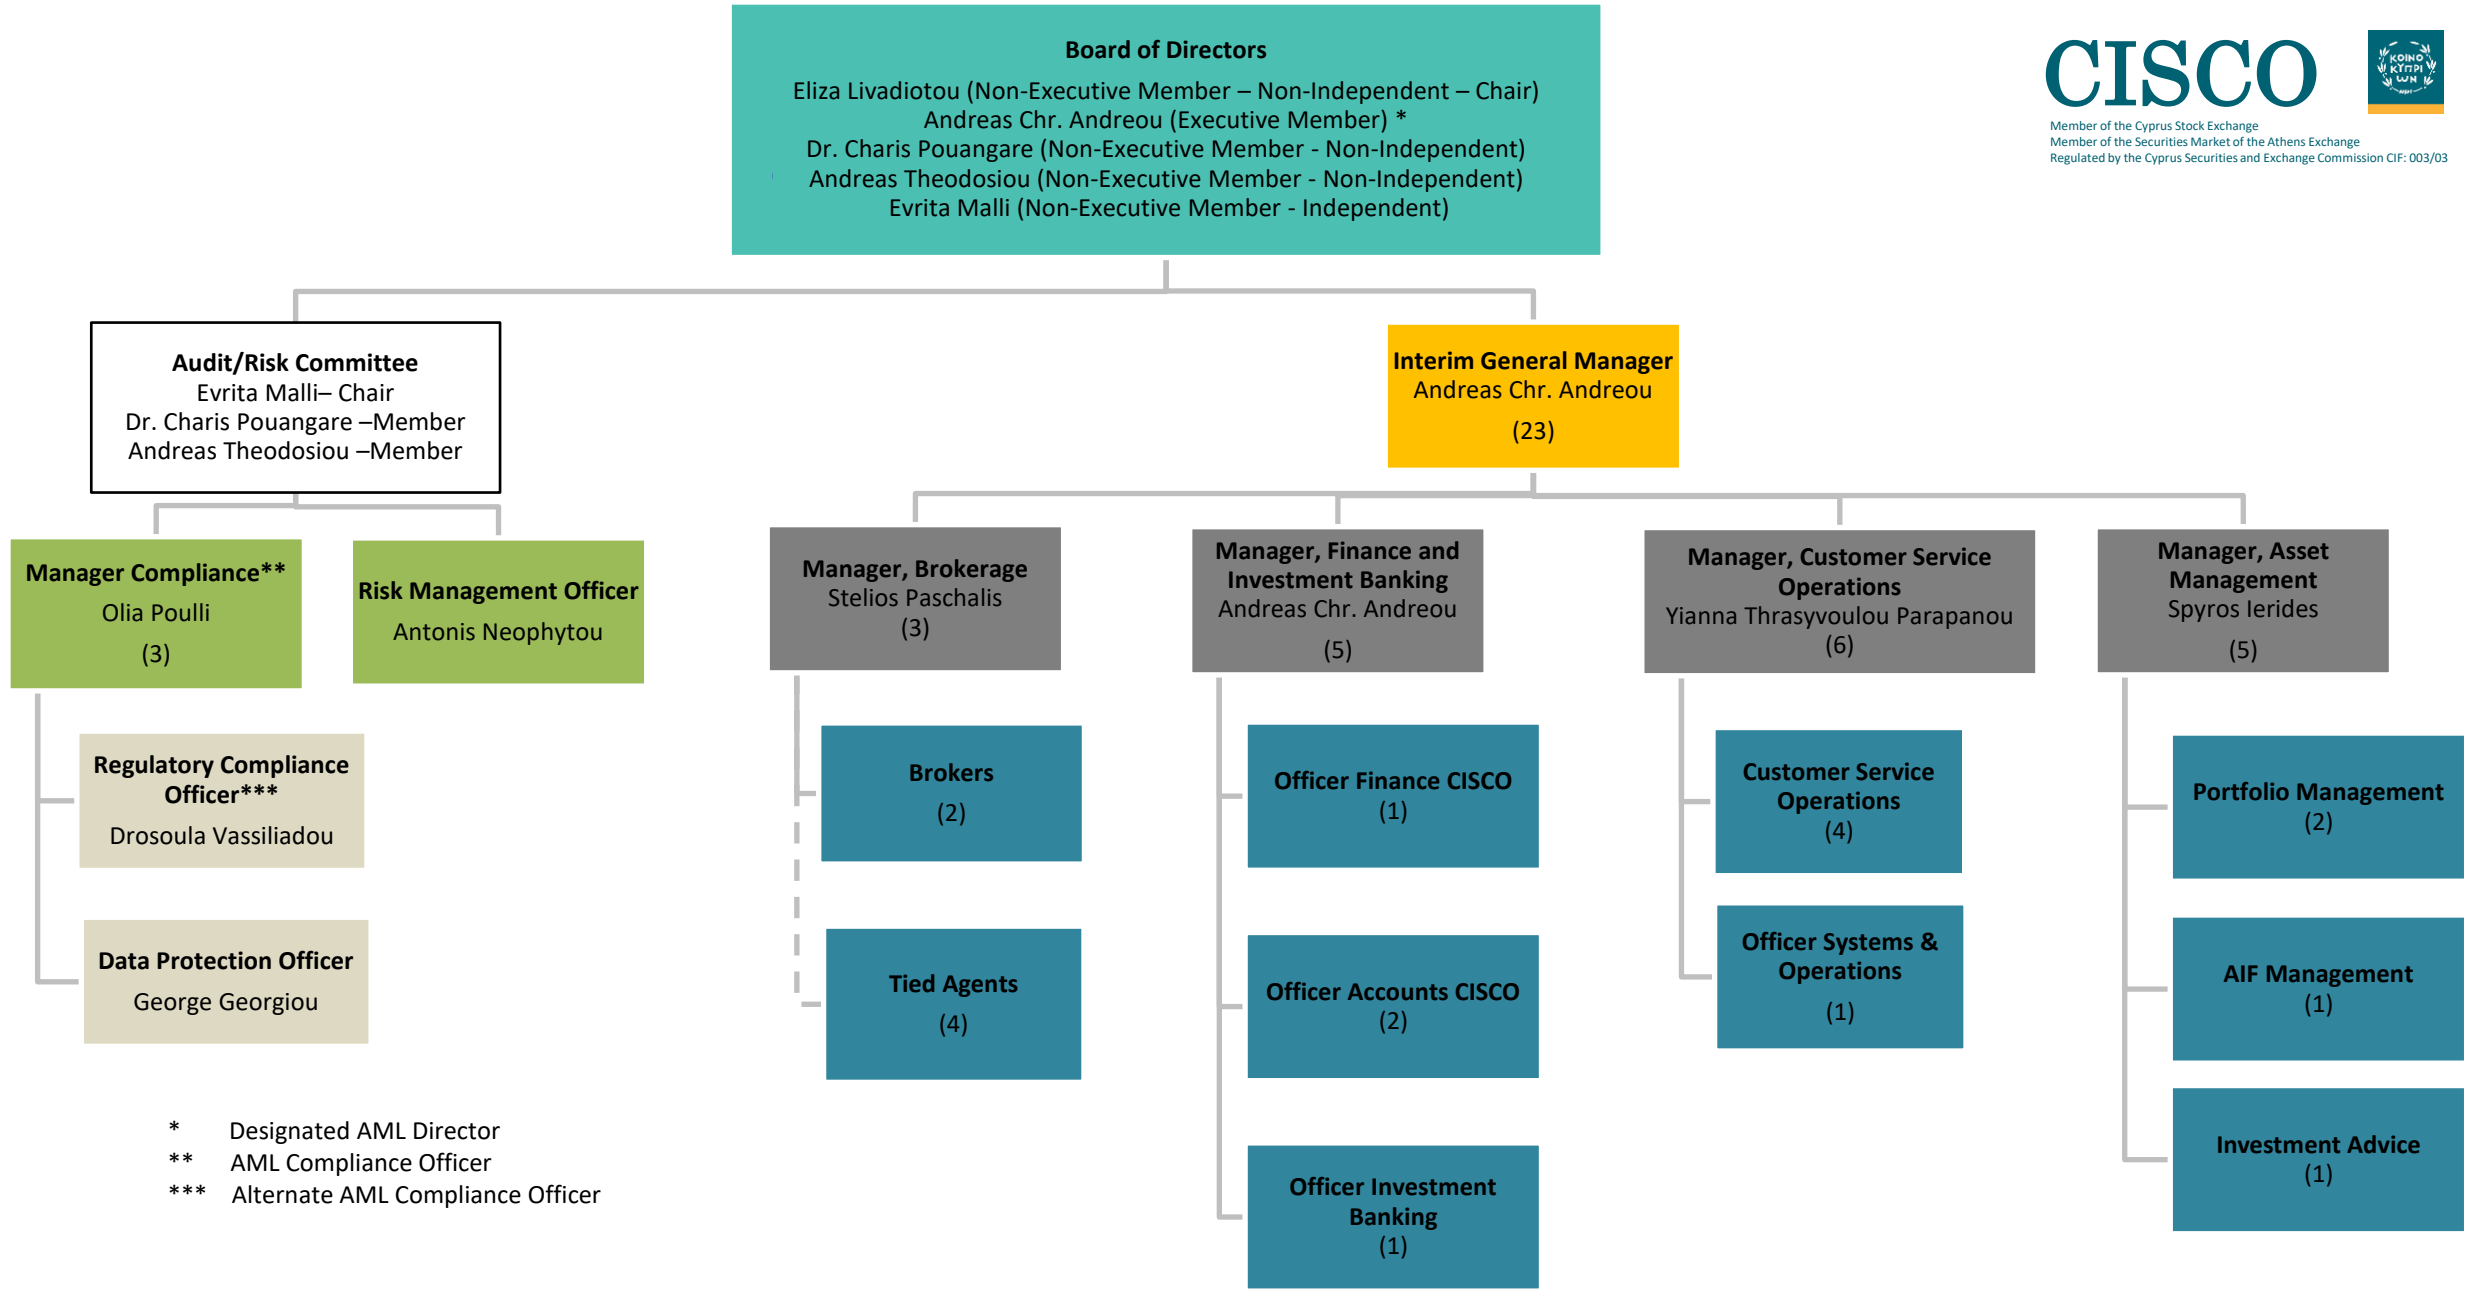 Board of Directors
Eliza Livadiotou (Non-Executive Member – Non-Independent – Chair)
Andreas Chr. Andreou (Executive Member) *
Dr. Charis Pouangare (Non-Executive Member - Non-Independent)
Andreas Theodosiou (Non-Executive Member - Non-Independent)
Evrita Malli (Non-Executive Member - Independent)
CISCO
ΚΟΙΝΟ
ΚΥΠΡΙ
ΩΝ
Member of the Cyprus Stock Exchange
Member of the Securities Market of the Athens Exchange
Regulated by the Cyprus Securities and Exchange Commission CIF: 003/03
Audit/Risk Committee
Evrita Malli– Chair
Dr. Charis Pouangare –Member
Andreas Theodosiou –Member
Interim General Manager
Andreas Chr. Andreou
(23)
Manager Compliance**
Olia Poulli
(3)
Risk Management Officer
Antonis Neophytou
Manager, Brokerage
Stelios Paschalis
(3)
Manager, Finance and
Investment Banking
Andreas Chr. Andreou
(5)
Manager, Customer Service
Operations
Yianna Thrasyvoulou Parapanou
(6)
Manager, Asset
Management
Spyros Ierides
(5)
Regulatory Compliance
Officer***
Drosoula Vassiliadou
Data Protection Officer
George Georgiou
Brokers
(2)
Tied Agents
(4)
Officer Finance CISCO
(1)
Officer Accounts CISCO
(2)
Officer Investment
Banking
(1)
Customer Service
Operations
(4)
Officer Systems &
Operations
(1)
Portfolio Management
(2)
AIF Management
(1)
Investment Advice
(1)
* Designated AML Director
** AML Compliance Officer
*** Alternate AML Compliance Officer